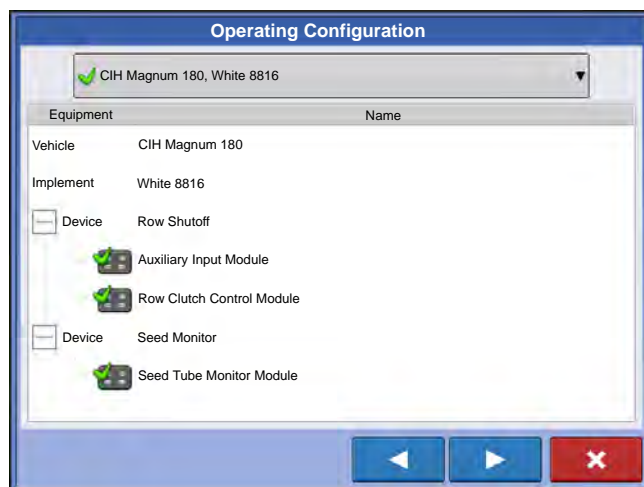 Operating Configuration
CIH Magnum 180, White 8816
Equipment Name
Vehicle CIH Magnum 180
Implement White 8816
Device Row Shutoff
Auxiliary Input Module
Row Clutch Control Module
Device Seed Monitor
Seed Tube Monitor Module